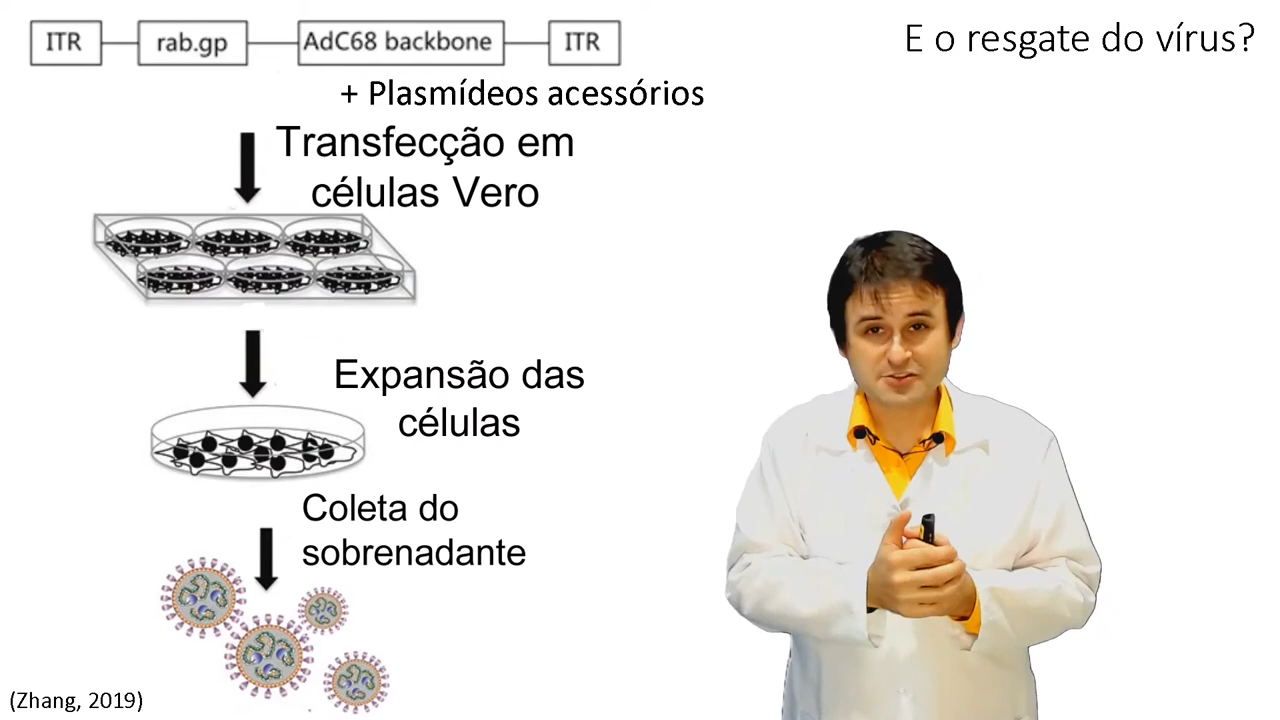 ITR rab.gp AdC68 backbone ITR
E o resgate do vírus?
+ Plasmídeos acessórios
Transfecção em
células Vero
Expansão das
células
Coleta do
sobrenadante
(Zhang, 2019)